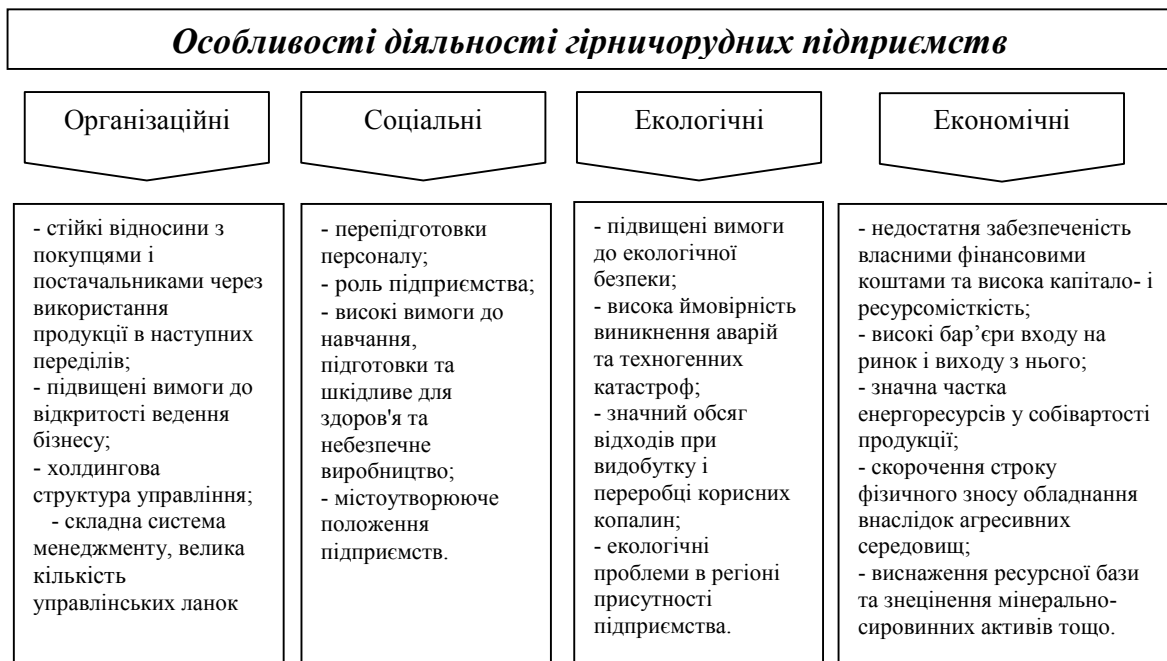 Особливості діяльності гірничорудних підприємств
Організаційні
Соціальні
Екологічні
Економічні
- стійкі відносини з
покупцями і
постачальниками через
використання
продукції в наступних
переділів;
- підвищені вимоги до
відкритості ведення
бізнесу;
- холдингова
структура управління;
- складна система
менеджменту, велика
кількість
управлінських ланок
- перепідготовки
персоналу;
- роль підприємства;
- високі вимоги до
навчання,
підготовки та
шкідливе для
здоров'я та
небезпечне
виробництво;
- містоутворююче
положення
підприємств.
- підвищені вимоги
до екологічної
безпеки;
- висока ймовірність
виникнення аварій
та техногенних
катастроф;
- значний обсяг
відходів при
видобутку і
переробці корисних
копалин;
- екологічні
проблеми в регіоні
присутності
підприємства.
- недостатня забезпеченість
власними фінансовими
коштами та висока капітало- і
ресурсомісткість;
- високі бар’єри входу на
ринок і виходу з нього;
- значна частка
енергоресурсів у собівартості
продукції;
- скорочення строку
фізичного зносу обладнання
внаслідок агресивних
середовищ;
- виснаження ресурсної бази
та знецінення мінерально-
сировинних активів тощо.